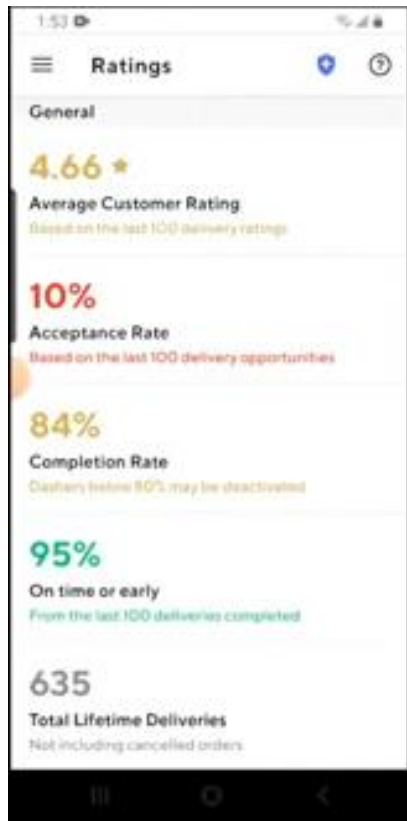 1:53
Ratings
General
4.66 ★
Average Customer Rating
Based on the last 100 delivery ratings
10%
Acceptance Rate
Based on the last 100 delivery opportunities
84%
Completion Rate
Dashers below 80% may be deactivated
95%
On time or early
From the last 100 deliveries completed
635
Total Lifetime Deliveries
Not including cancelled orders